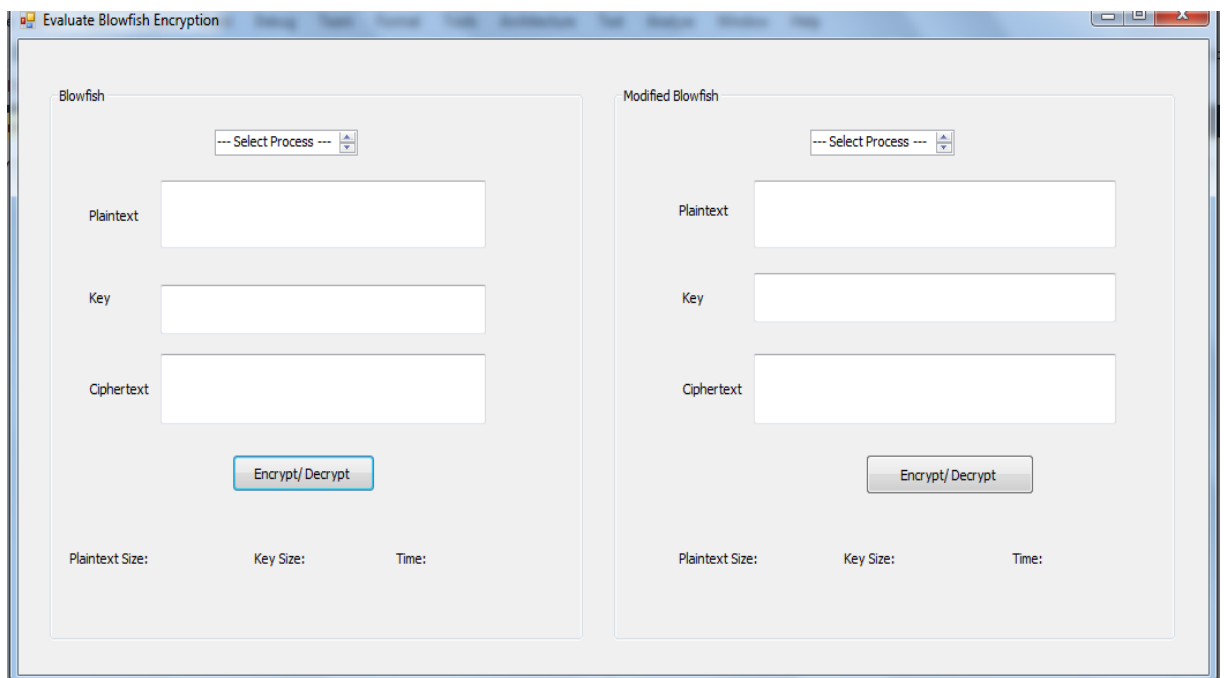 Evaluate Blowfish Encryption
Blowfish
--- Select Process ---
Plaintext
Key
Ciphertext
Encrypt/ Decrypt
Plaintext Size: Key Size: Time:
Modified Blowfish
--- Select Process ---
Plaintext
Key
Ciphertext
Encrypt/ Decrypt
Plaintext Size: Key Size: Time: